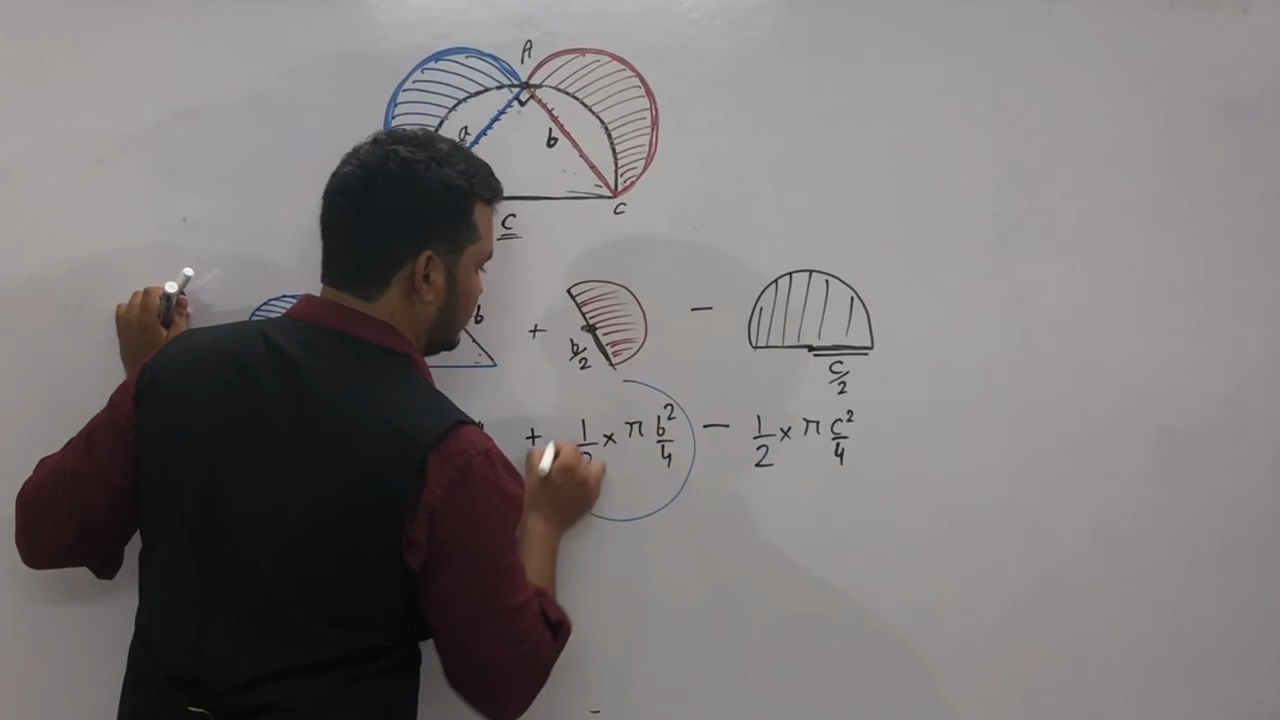 A
a b
c C
b + b/2 - c/2
+ 1/2 × π b²/4 - 1/2 × π c²/4